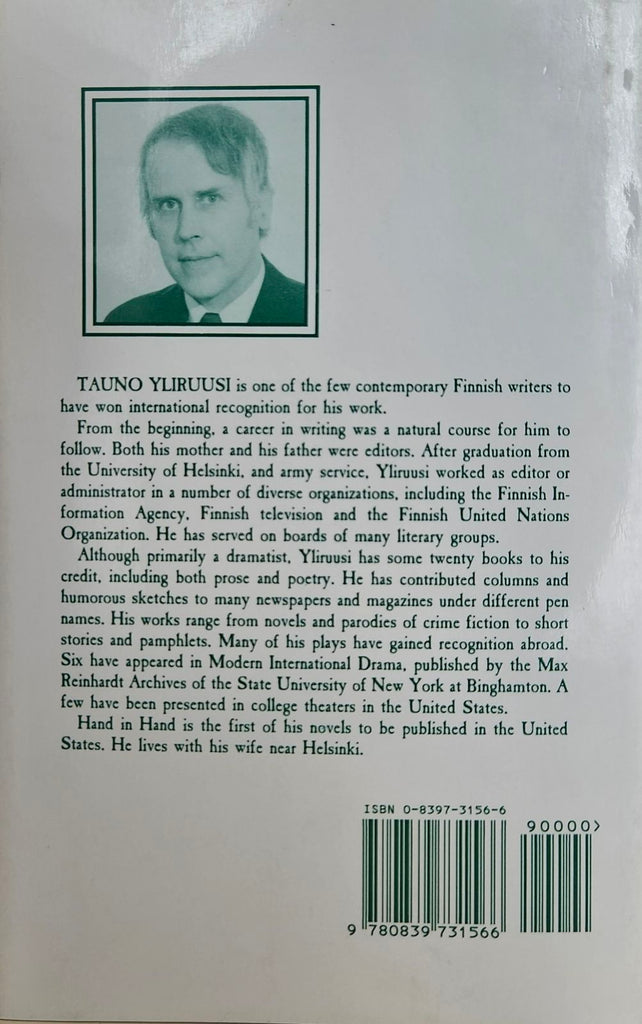 TAUNO YLIRUUSI is one of the few contemporary Finnish writers to
have won international recognition for his work.
From the beginning, a career in writing was a natural course for him to
follow. Both his mother and his father were editors. After graduation from
the University of Helsinki, and army service, Yliruusi worked as editor or
administrator in a number of diverse organizations, including the Finnish In-
formation Agency, Finnish television and the Finnish United Nations
Organization. He has served on boards of many literary groups.
Although primarily a dramatist, Yliruusi has some twenty books to his
credit, including both prose and poetry. He has contributed columns and
humorous sketches to many newspapers and magazines under different pen
names. His works range from novels and parodies of crime fiction to short
stories and pamphlets. Many of his plays have gained recognition abroad.
Six have appeared in Modern International Drama, published by the Max
Reinhardt Archives of the State University of New York at Binghamton. A
few have been presented in college theaters in the United States.
Hand in Hand is the first of his novels to be published in the United
States. He lives with his wife near Helsinki.
ISBN 0-8397-3156-6
90000>
9 780839 731566